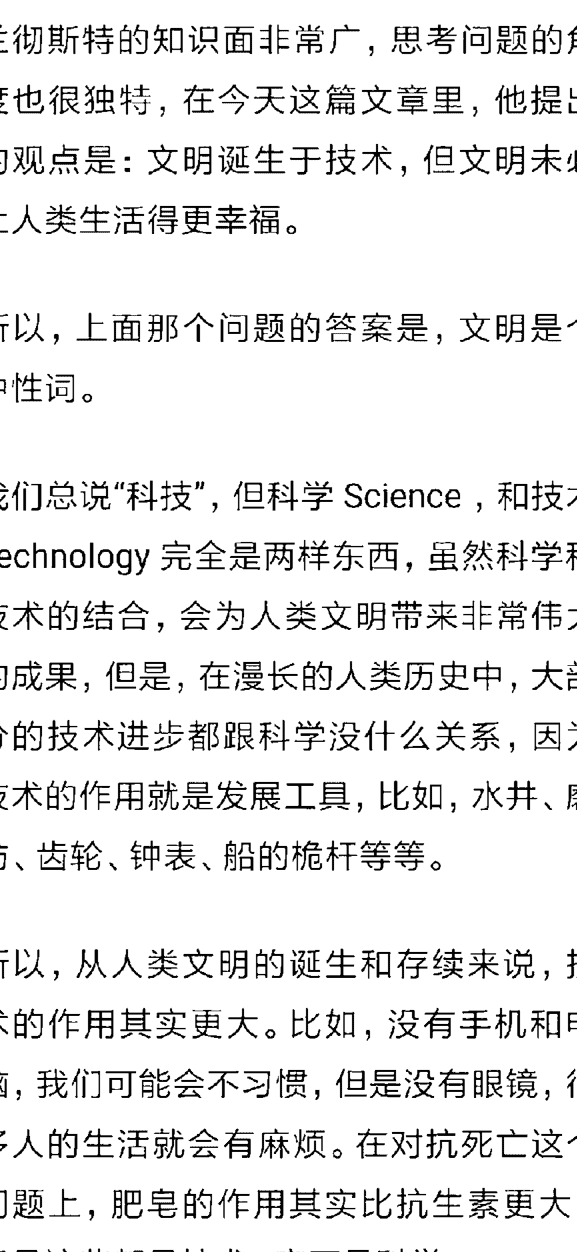 彻斯特的知识面非常广，思考问题的
也很独特，在今天这篇文章里，他提出
观点是：文明诞生于技术，但文明未必
人类生活得更幸福。
以，上面那个问题的答案是，文明是个
性词。
们总说“科技”，但科学 Science ，和技术
echnology 完全是两样东西，虽然科学和
术的结合，会为人类文明带来非常伟大
成果，但是，在漫长的人类历史中，大部
的技术进步都跟科学没什么关系，因为
术的作用就是发展工具，比如，水井、磨
、齿轮、钟表、船的桅杆等等。
以，从人类文明的诞生和存续来说，技
的作用其实更大。比如，没有手机和电
，我们可能会不习惯，但是没有眼镜，很
多人的生活就会有麻烦。在对抗死亡这个
问题上，肥皂的作用其实比抗生素更大